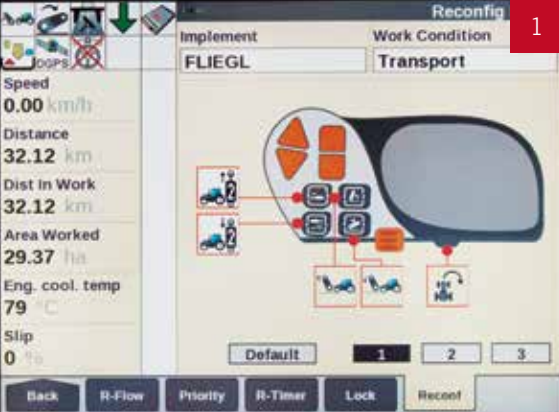 DGPS
Reconfig
1
Implement
Work Condition
FLIEGL
Transport
Speed
0.00 km/h
Distance
32.12 km
Dist In Work
32.12 km
Area Worked
29.37 ha
Eng. cool. temp
79 °C
Slip
0 %
Default
1
2
3
Back
R-Flow
Priority
R-Timer
Lock
Reconf